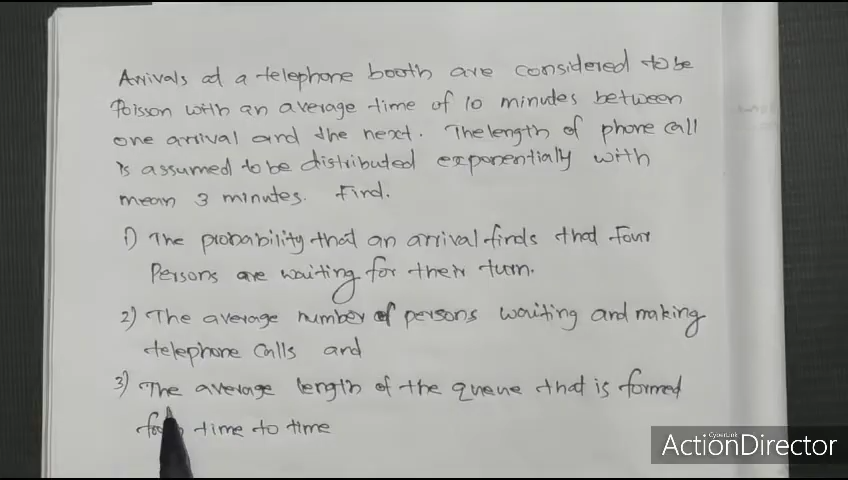 Arrivals at a telephone booth are considered to be
Poisson with an average time of 10 minutes between
one arrival and the next. The length of phone call
is assumed to be distributed exponentially with
mean 3 minutes. Find.
1) The probability that an arrival finds that four
Persons are waiting for their turn.
2) The average number of persons waiting and making
telephone calls and
3) The average length of the queue that is formed
time to time
CyberLink
ActionDirector